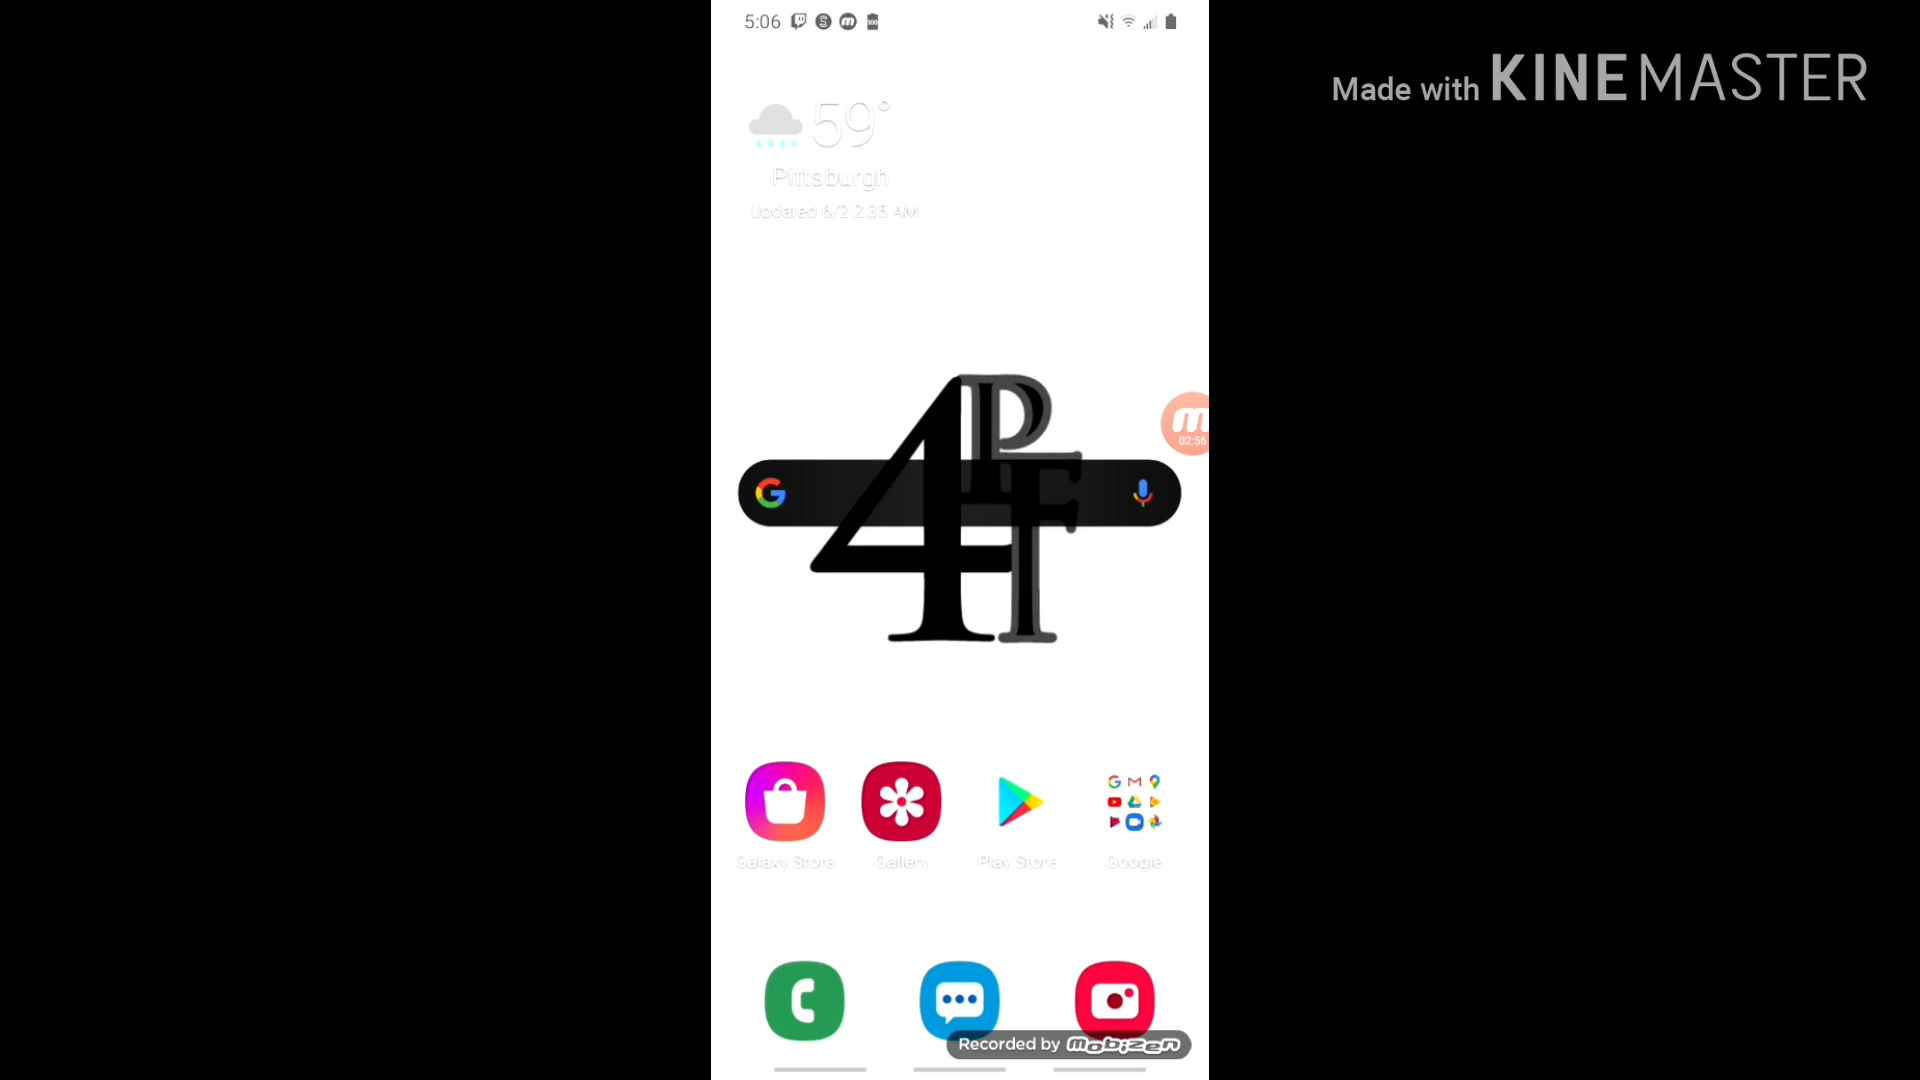 5:06
Made with KINEMASTER
59°
Pittsburgh
Updated 6/2 2:35 AM
4PF
02:56
Galaxy Store
Gallery
Play Store
Google
Recorded by mobizen